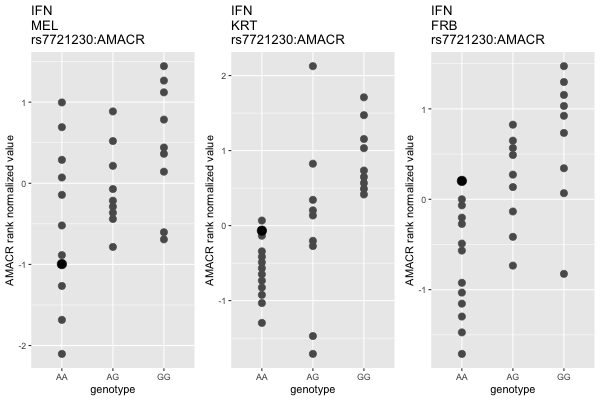 IFN
MEL
rs7721230:AMACR
AMACR rank normalized value
1
0
-1
-2
AA
AG
GG
genotype
IFN
KRT
rs7721230:AMACR
AMACR rank normalized value
2
1
0
-1
AA
AG
GG
genotype
IFN
FRB
rs7721230:AMACR
AMACR rank normalized value
1
0
-1
AA
AG
GG
genotype